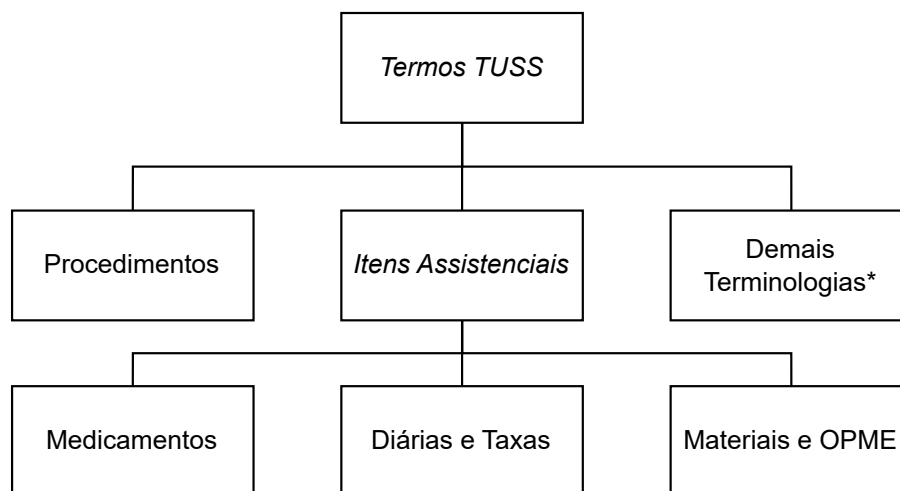 Termos TUSS
Procedimentos
Itens Assistenciais
Demais
Terminologias*
Medicamentos
Diárias e Taxas
Materiais e OPME